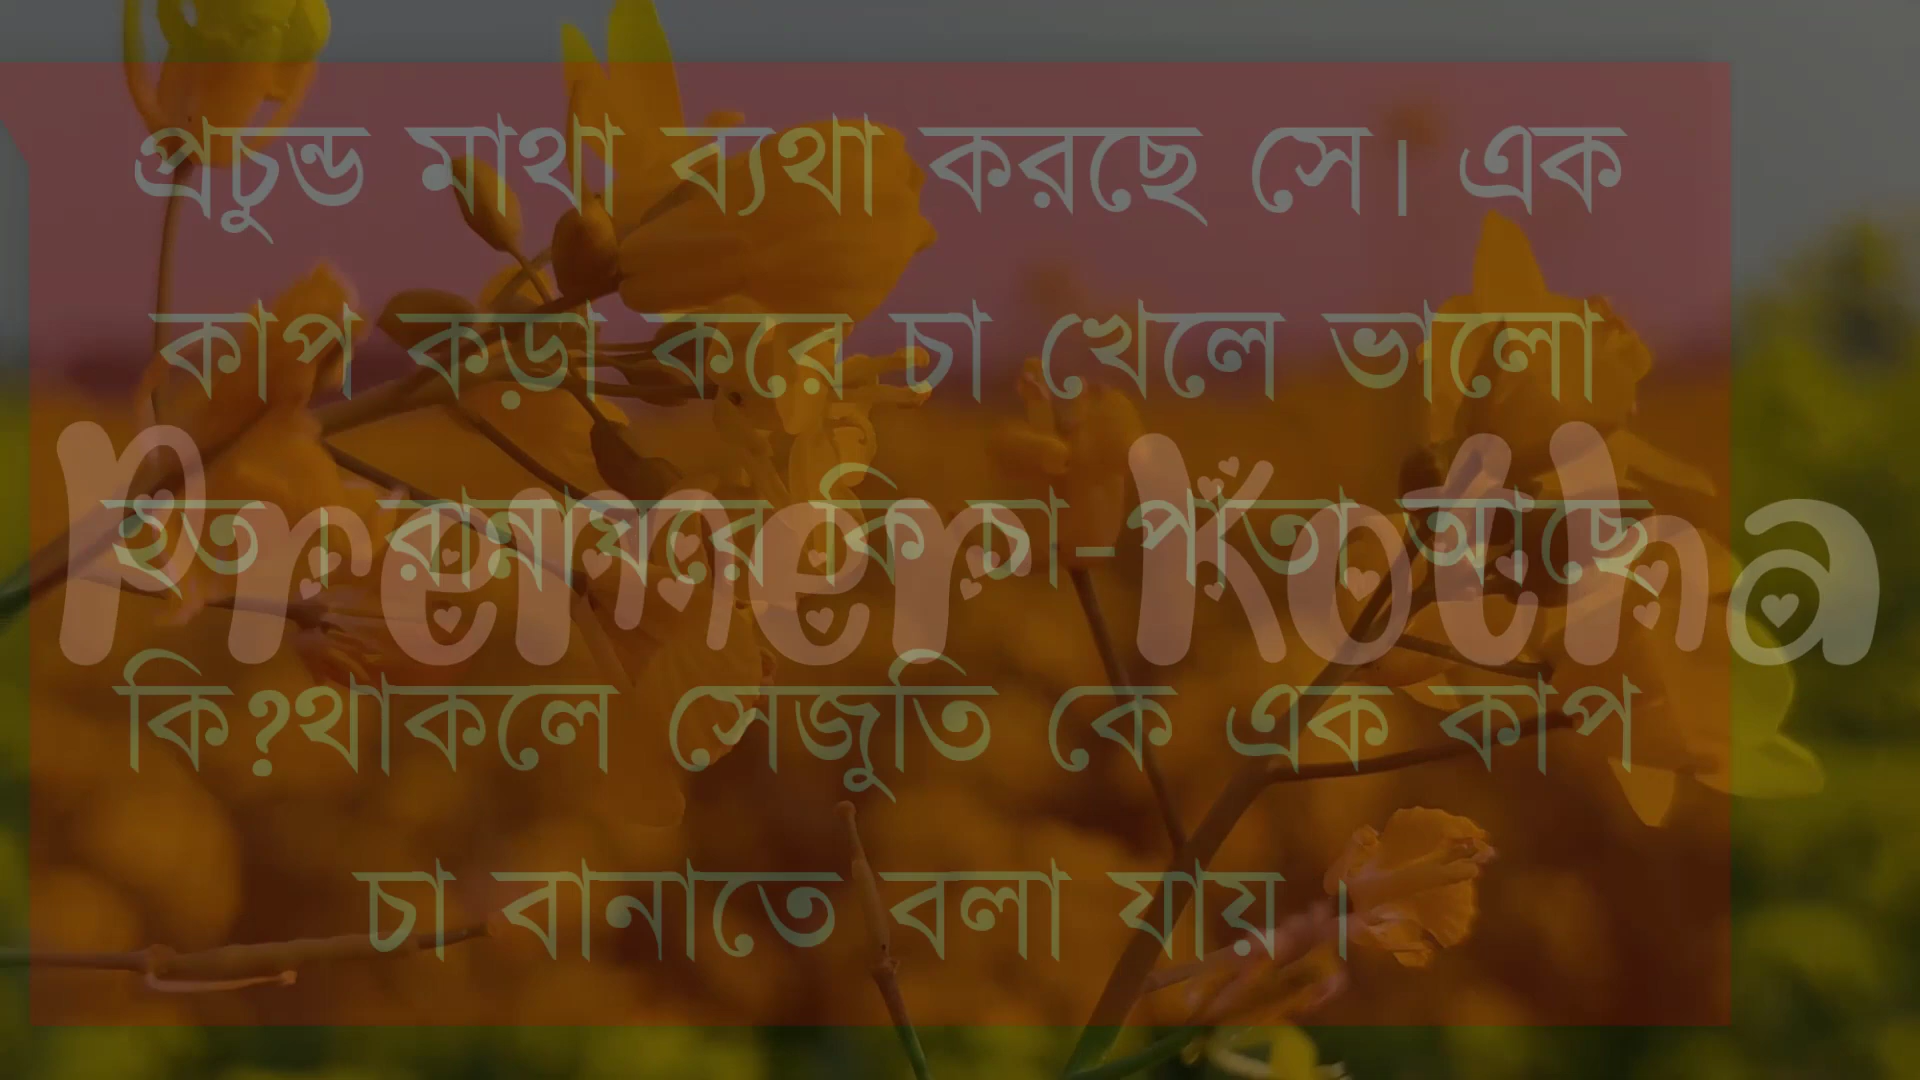 প্রচুন্ড মাথা ব্যথা করছে সে। এক
কাপ কড়া করে চা খেলে ভালো
হত । রান্নাঘরে কি চা -পাতা আছে
Premer Kotha
কি?থাকলে সেজুতি কে এক কাপ
চা বানাতে বলা যায় ।